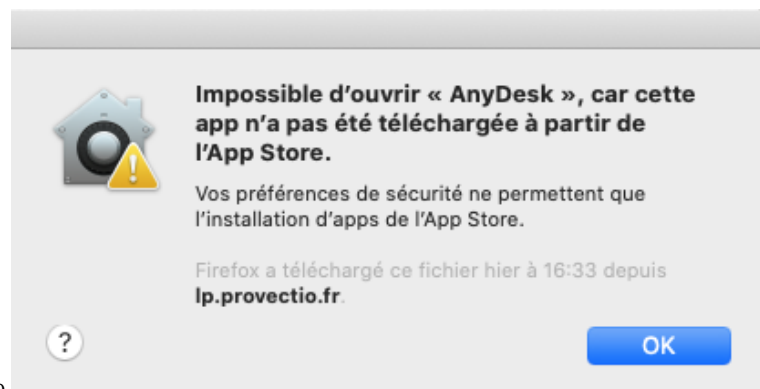 Impossible d'ouvrir « AnyDesk », car cette
app n'a pas été téléchargée à partir de
l'App Store.
Vos préférences de sécurité ne permettent que
l'installation d'apps de l'App Store.
Firefox a téléchargé ce fichier hier à 16:33 depuis
lp.provectio.fr.
?
OK